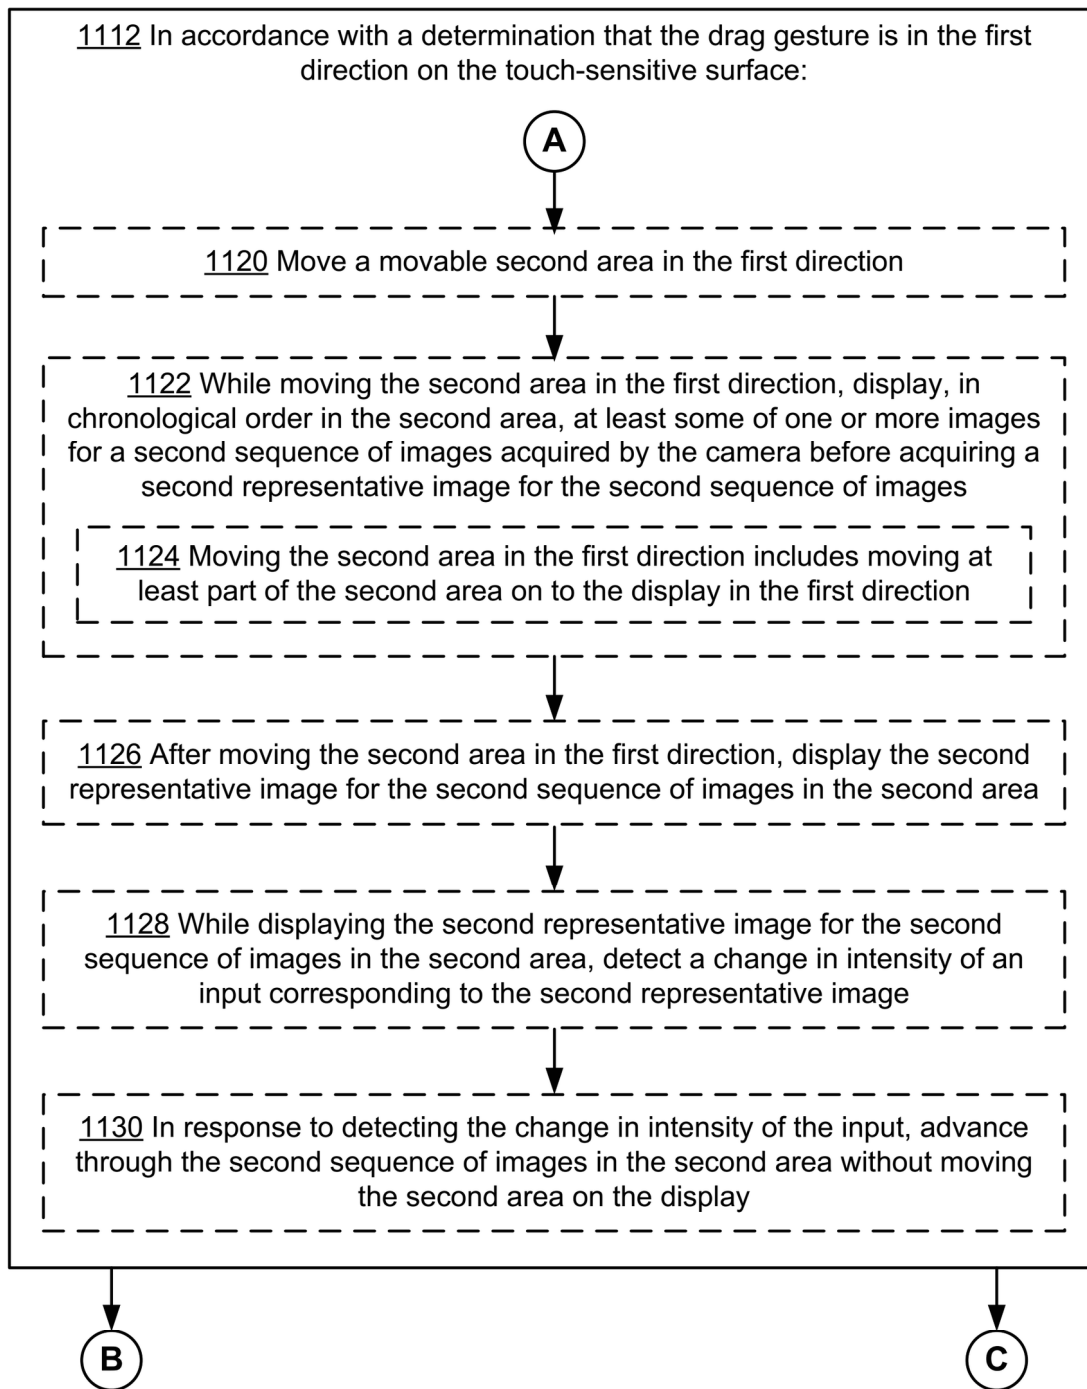 1112 In accordance with a determination that the drag gesture is in the first
direction on the touch-sensitive surface:
A
1120 Move a movable second area in the first direction
1122 While moving the second area in the first direction, display, in
chronological order in the second area, at least some of one or more images
for a second sequence of images acquired by the camera before acquiring a
second representative image for the second sequence of images
1124 Moving the second area in the first direction includes moving at
least part of the second area on to the display in the first direction
1126 After moving the second area in the first direction, display the second
representative image for the second sequence of images in the second area
1128 While displaying the second representative image for the second
sequence of images in the second area, detect a change in intensity of an
input corresponding to the second representative image
1130 In response to detecting the change in intensity of the input, advance
through the second sequence of images in the second area without moving
the second area on the display
B
C